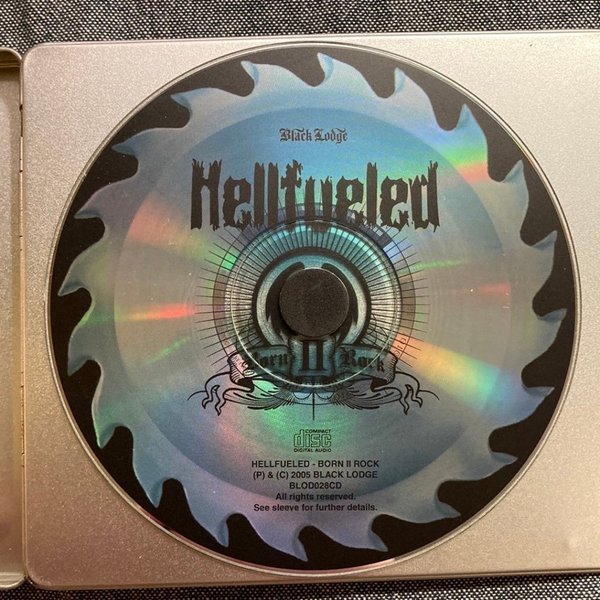 Black Lodge
Hellfueled
Born II Rock
COMPACT
disc
DIGITAL AUDIO
HELLFUELED - BORN II ROCK
(P) & (C) 2005 BLACK LODGE
BLOD028CD
All rights reserved.
See sleeve for further details.